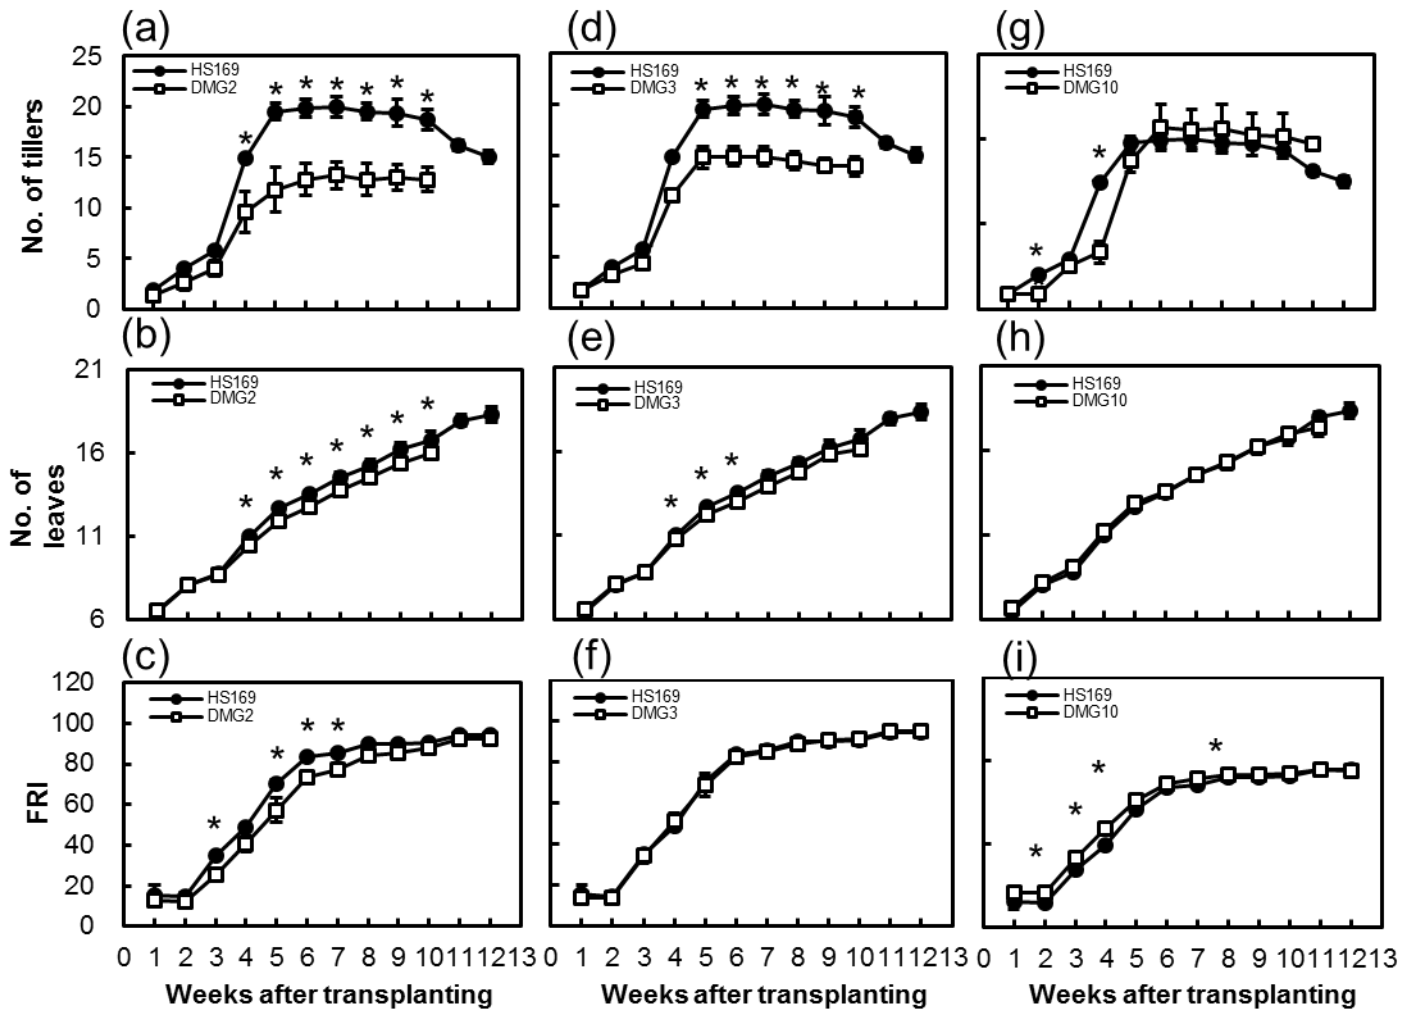 (a)
(d)
(g)
25
20
15
10
5
0
No. of tillers
HS169
DMG2
* * * * * * *
HS169
DMG3
* * * * * *
HS169
DMG10
* *
(b)
(e)
(h)
21
16
11
6
No. of
leaves
HS169
DMG2
* * * * * * *
HS169
DMG3
* * *
HS169
DMG10
(c)
(f)
(i)
120
100
80
60
40
20
0
FRI
HS169
DMG2
* * * *
HS169
DMG3
HS169
DMG10
* * * *
0 1 2 3 4 5 6 7 8 9 10 11 12 13
0 1 2 3 4 5 6 7 8 9 10 11 12 13
0 1 2 3 4 5 6 7 8 9 10 11 12 13
Weeks after transplanting
Weeks after transplanting
Weeks after transplanting